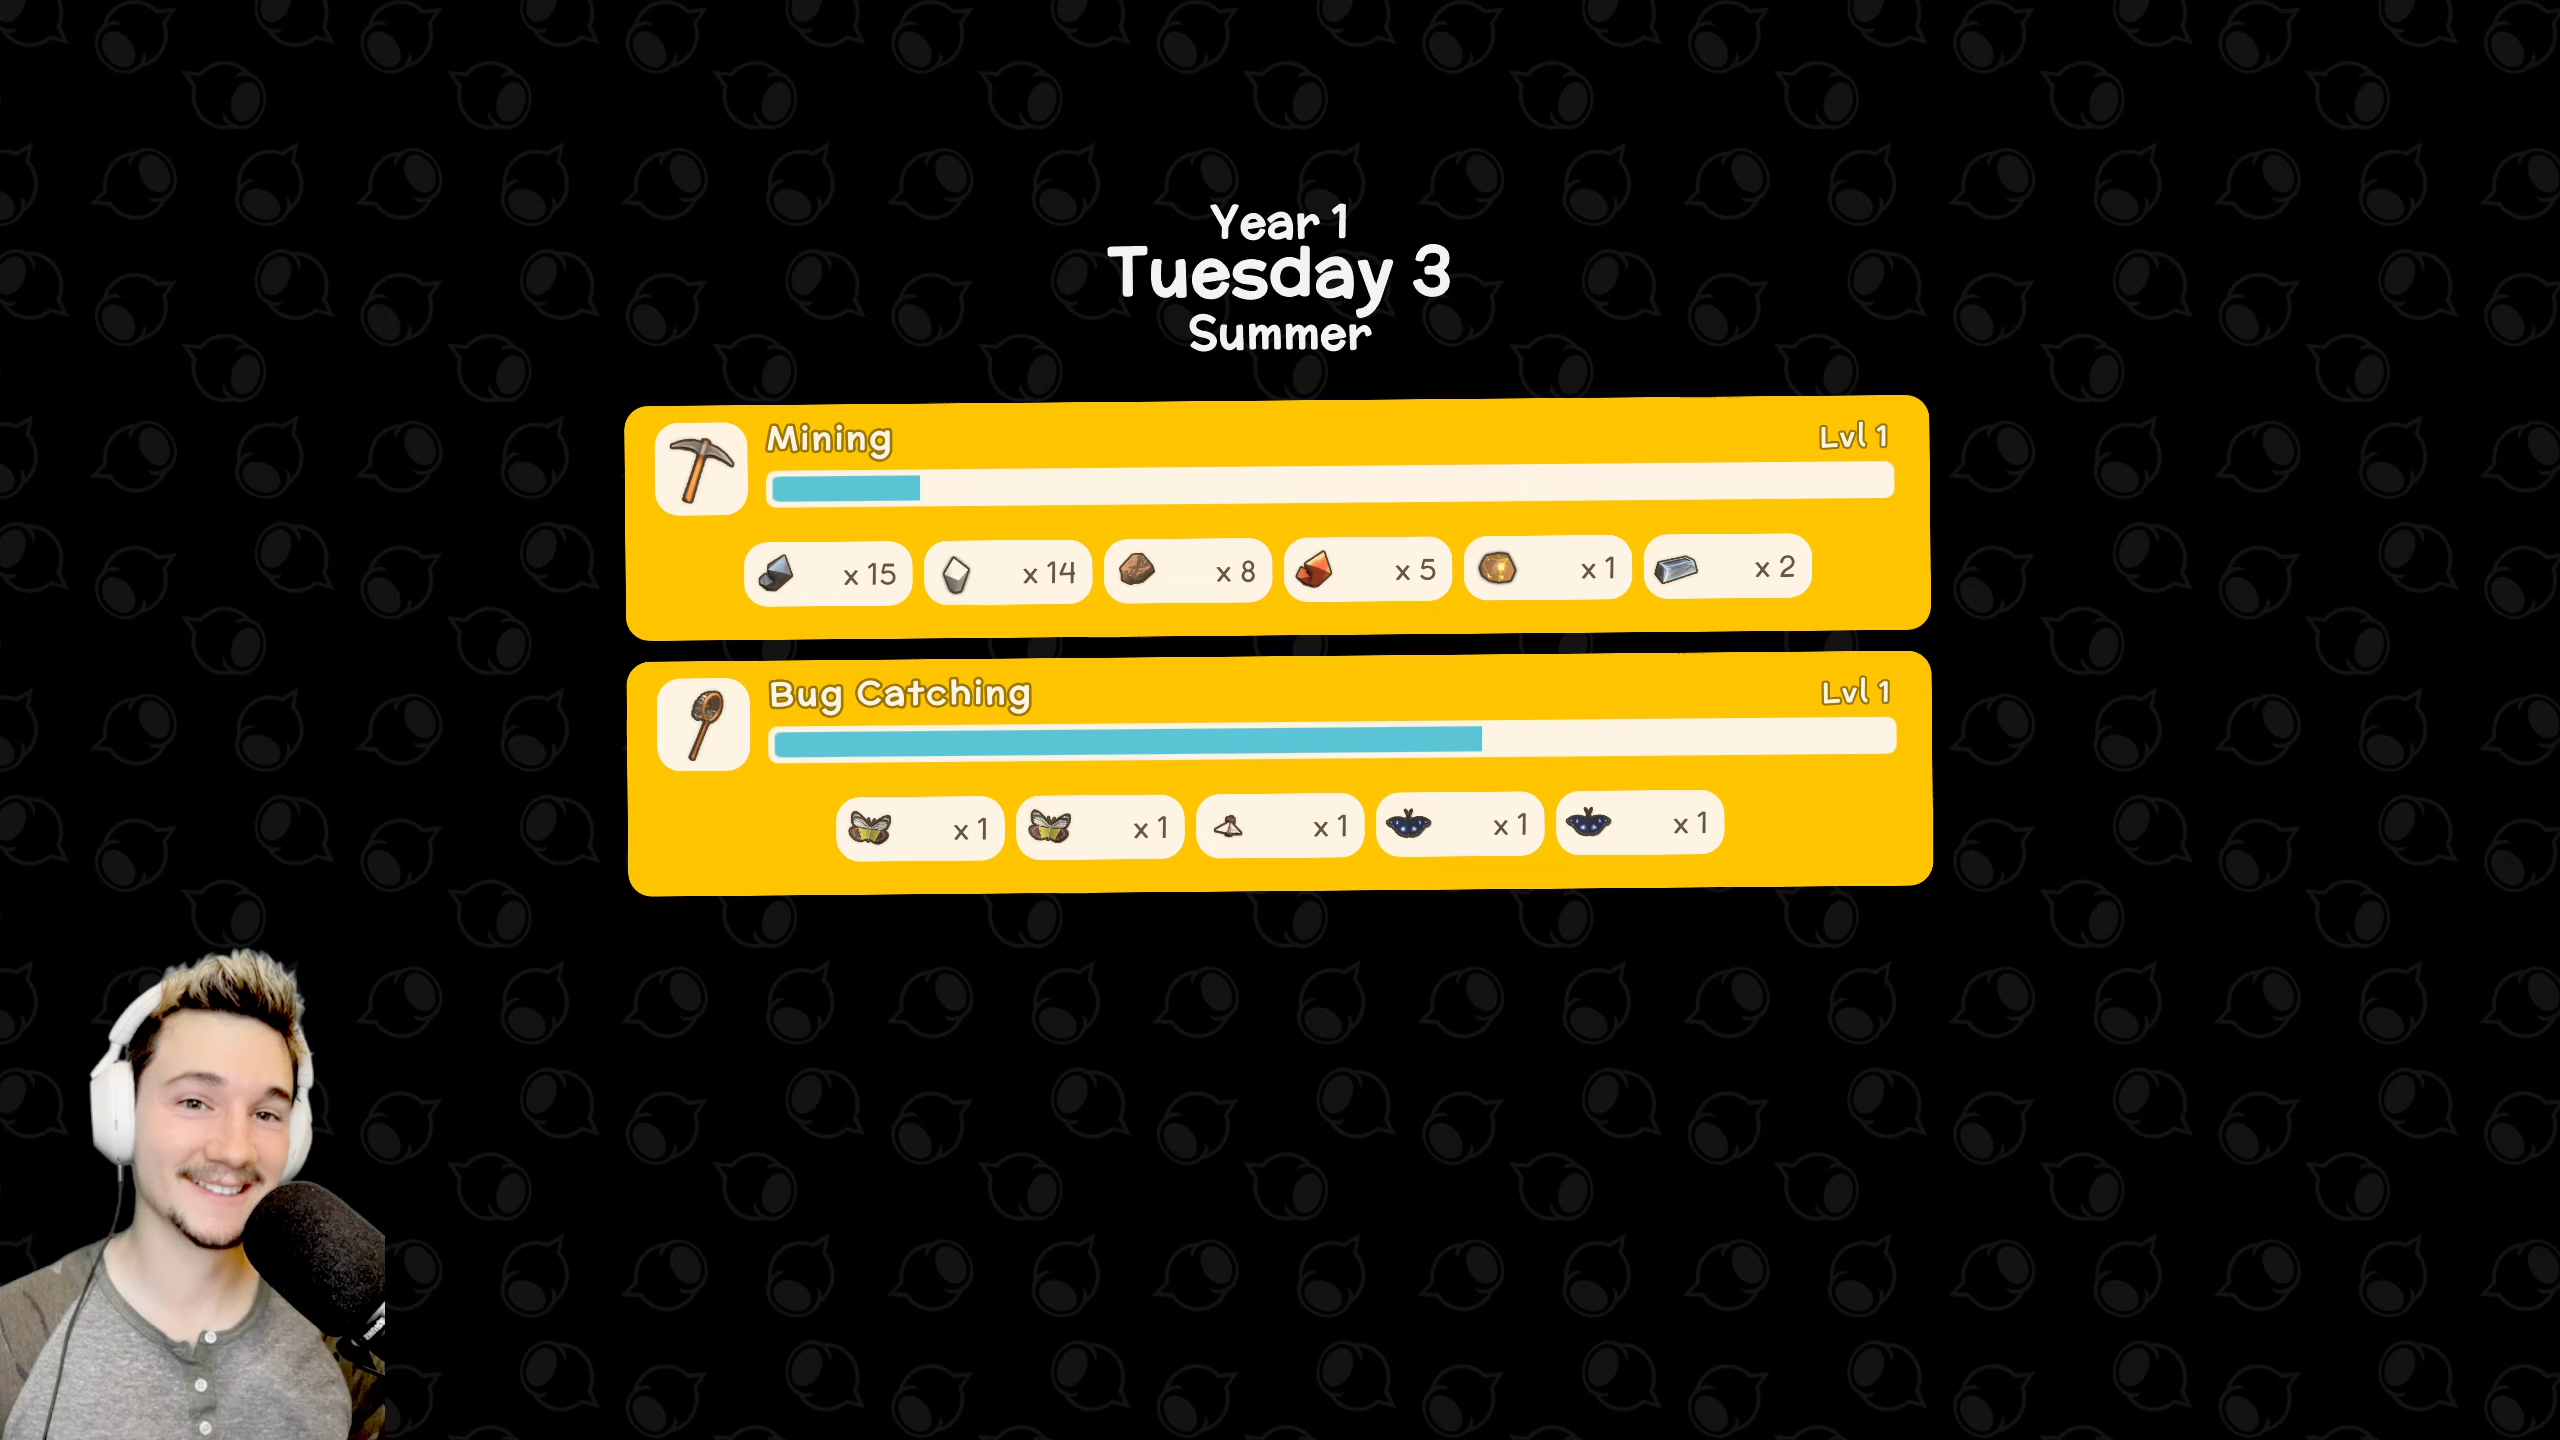 Year 1
Tuesday 3
Summer
Mining
Lvl 1
x 15
x 14
x 8
x 5
x 1
x 2
Bug Catching
Lvl 1
x 1
x 1
x 1
x 1
x 1